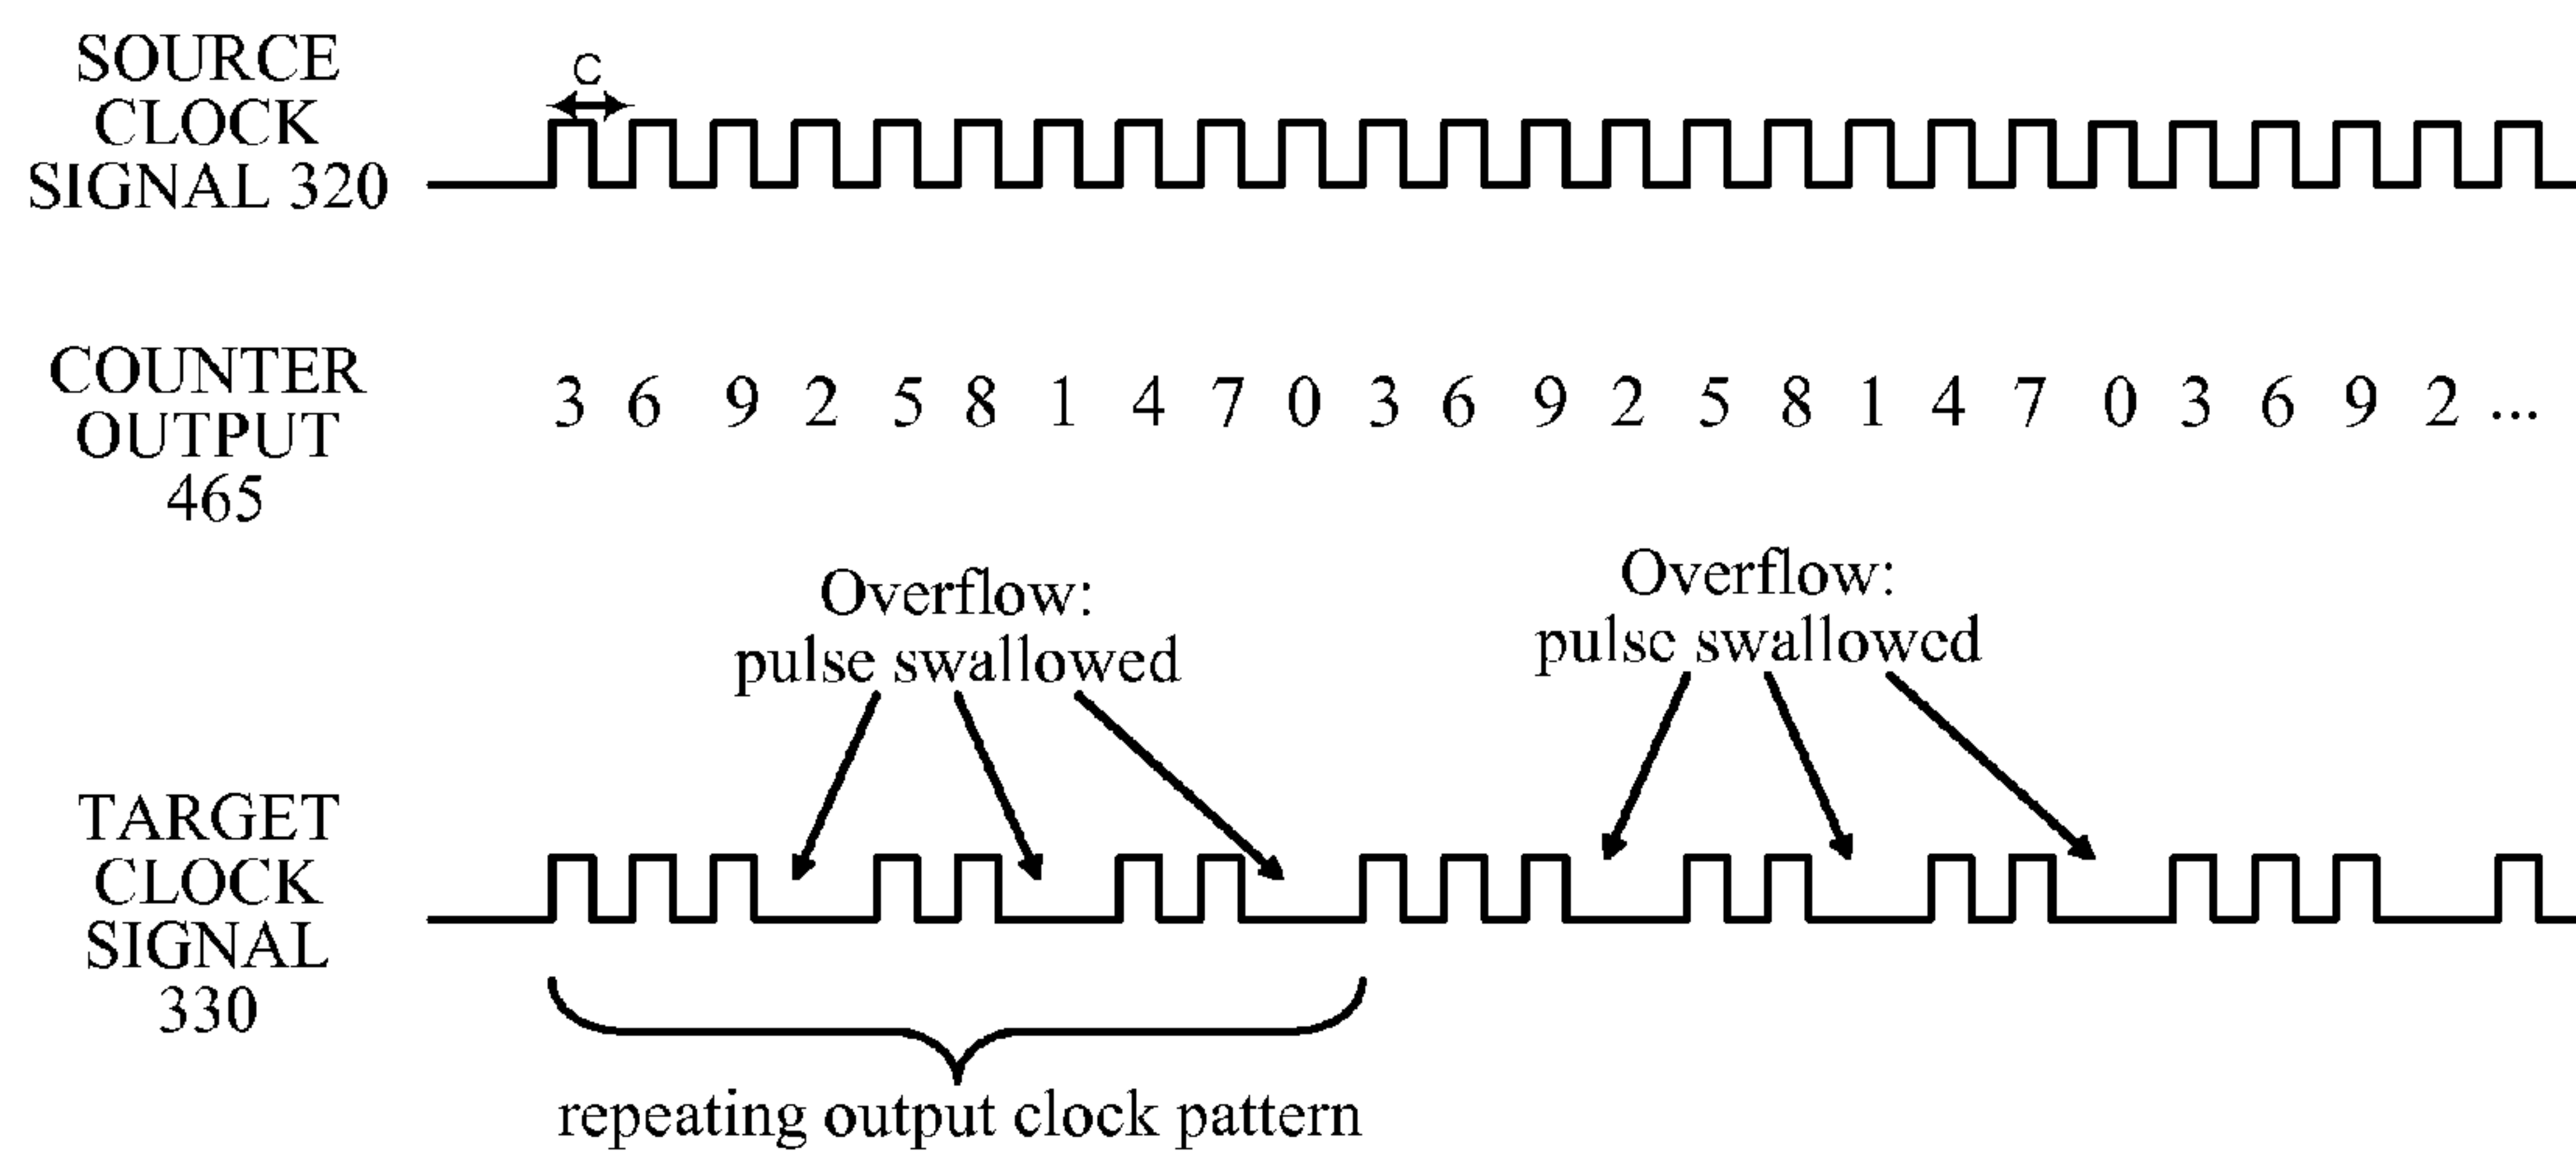 SOURCE
CLOCK
SIGNAL 320
C
COUNTER
OUTPUT
465
3 6 9 2 5 8 1 4 7 0 3 6 9 2 5 8 1 4 7 0 3 6 9 2 ...
Overflow:
pulse swallowed
Overflow:
pulse swallowed
TARGET
CLOCK
SIGNAL
330
repeating output clock pattern